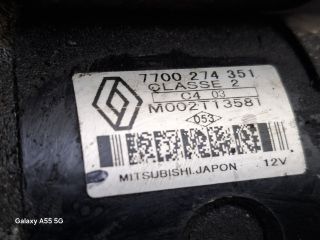 7700 274 351
CLASSE 2
C4 03
M002T13581
053
MITSUBISHI.JAPON 12V
Galaxy A55 5G